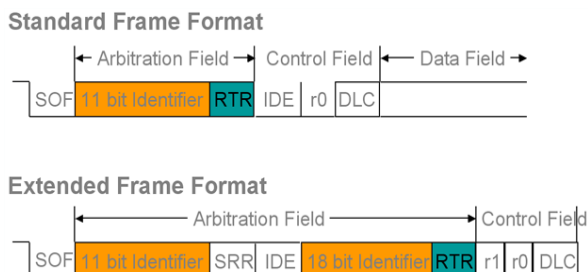 Standard Frame Format
Arbitration Field Control Field Data Field
SOF 11 bit Identifier RTR IDE r0 DLC
Extended Frame Format
Arbitration Field Control Field
SOF 11 bit Identifier SRR IDE 18 bit Identifier RTR r1 r0 DLC